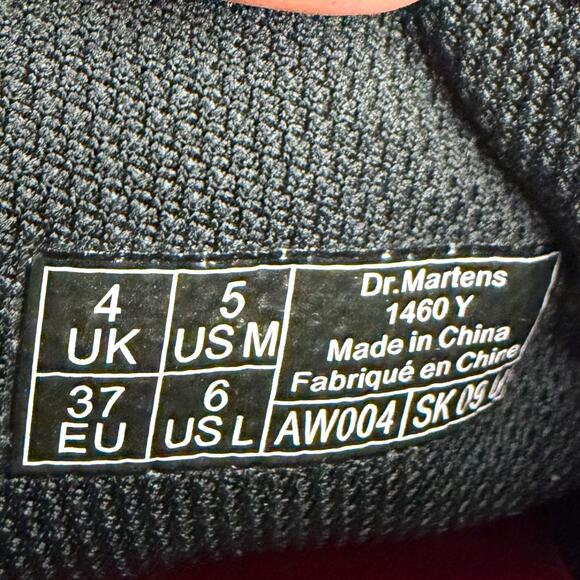 4 UK
5 US M
37 EU
6 US L
Dr.Martens
1460 Y
Made in China
Fabriqué en Chine
AW004
SK 09